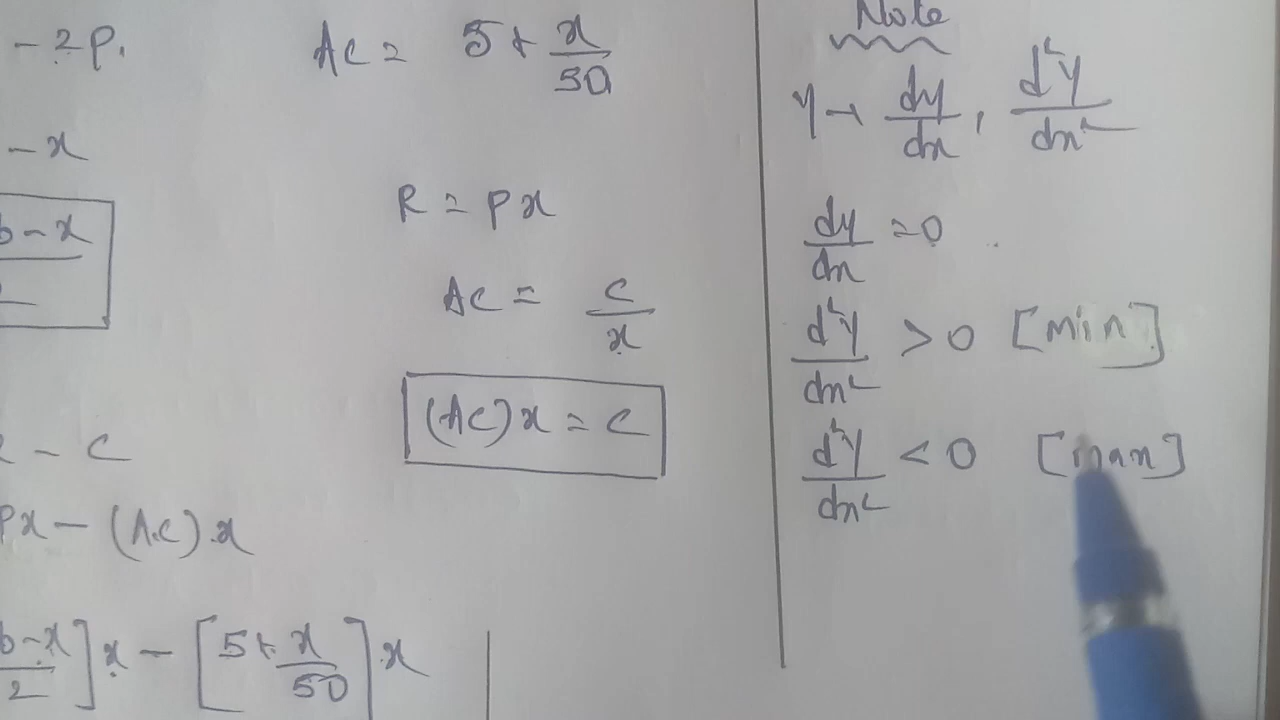 - 2p.
AC = 5 + x/50
- x
b - x
R = px
AC = c/x
(AC)x = c
- c
px - (AC).x
b-x/2]x - [5+x/50].x
Note
y → dy/dx, d²y/dx²
dy/dx = 0
d²y/dx² > 0 [min]
d²y/dx² < 0 [max]